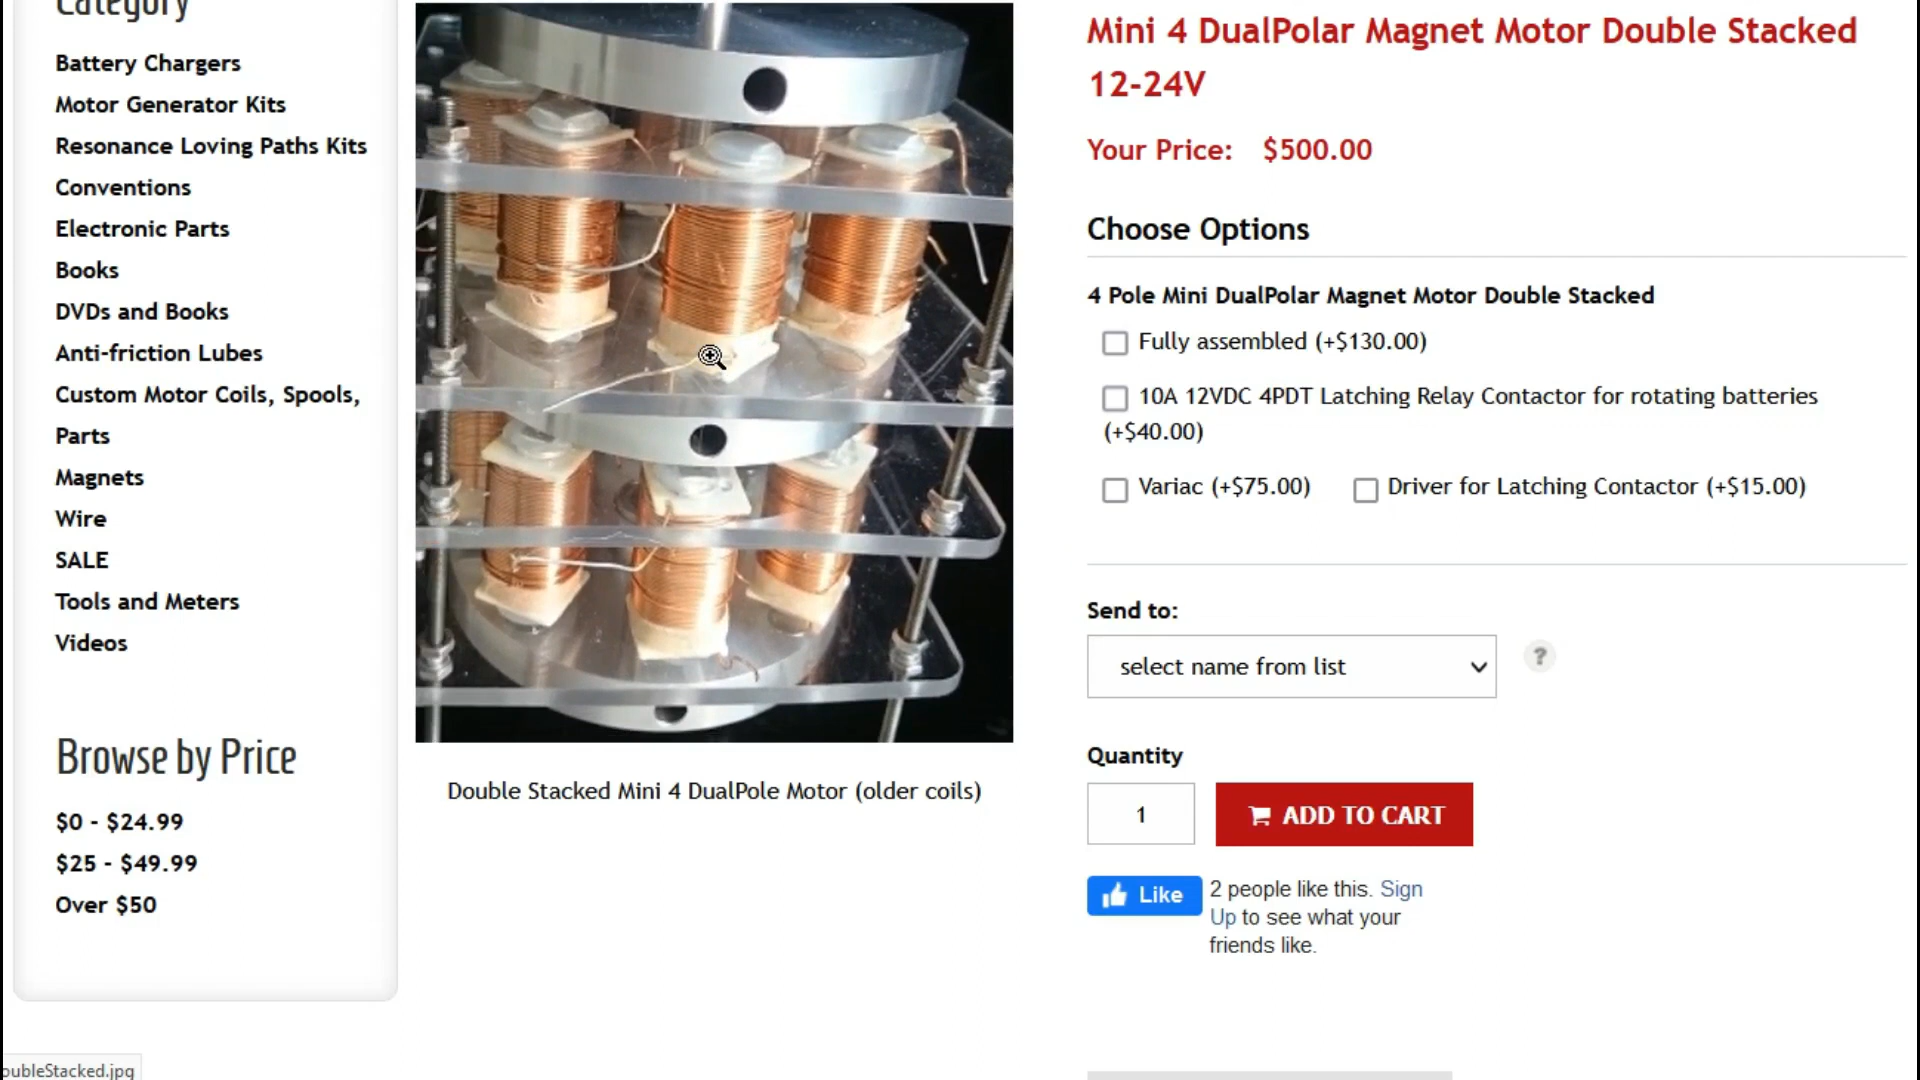 Category
Battery Chargers
Motor Generator Kits
Resonance Loving Paths Kits
Conventions
Electronic Parts
Books
DVDs and Books
Anti-friction Lubes
Custom Motor Coils, Spools,
Parts
Magnets
Wire
SALE
Tools and Meters
Videos
Browse by Price
$0 - $24.99
$25 - $49.99
Over $50
Double Stacked Mini 4 DualPole Motor (older coils)
Mini 4 DualPolar Magnet Motor Double Stacked
12-24V
Your Price: $500.00
Choose Options
4 Pole Mini DualPolar Magnet Motor Double Stacked
Fully assembled (+$130.00)
10A 12VDC 4PDT Latching Relay Contactor for rotating batteries
(+$40.00)
Variac (+$75.00) Driver for Latching Contactor (+$15.00)
Send to:
select name from list
?
Quantity
1
ADD TO CART
Like
2 people like this. Sign
Up to see what your
friends like.
oubleStacked.jpg